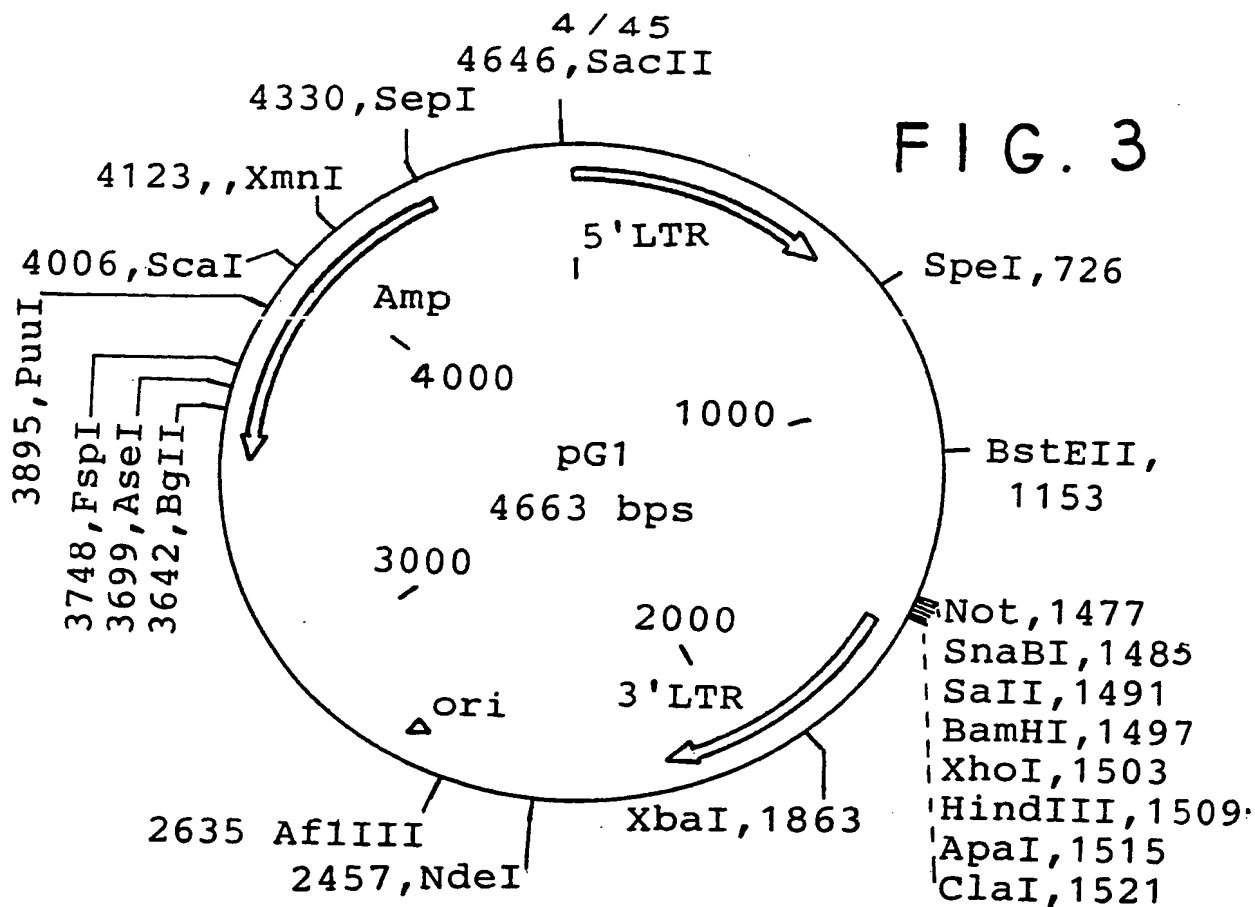 4/45
4646,SacII
4330,SepI
FIG. 3
4123,,XmnI
5'LTR
4006,ScaI
SpeI,726
Amp
4000
1000
3895,PuuI
3748,FspI
3699,AseI
3642,BglI
pG1
4663 bps
BstEII,
1153
3000
2000
Not,1477
SnaBI,1485
SaII,1491
BamHI,1497
XhoI,1503
HindIII,1509
ApaI,1515
ClaI,1521
3'LTR
ori
XbaI,1863
2635 AflIII
2457,NdeI